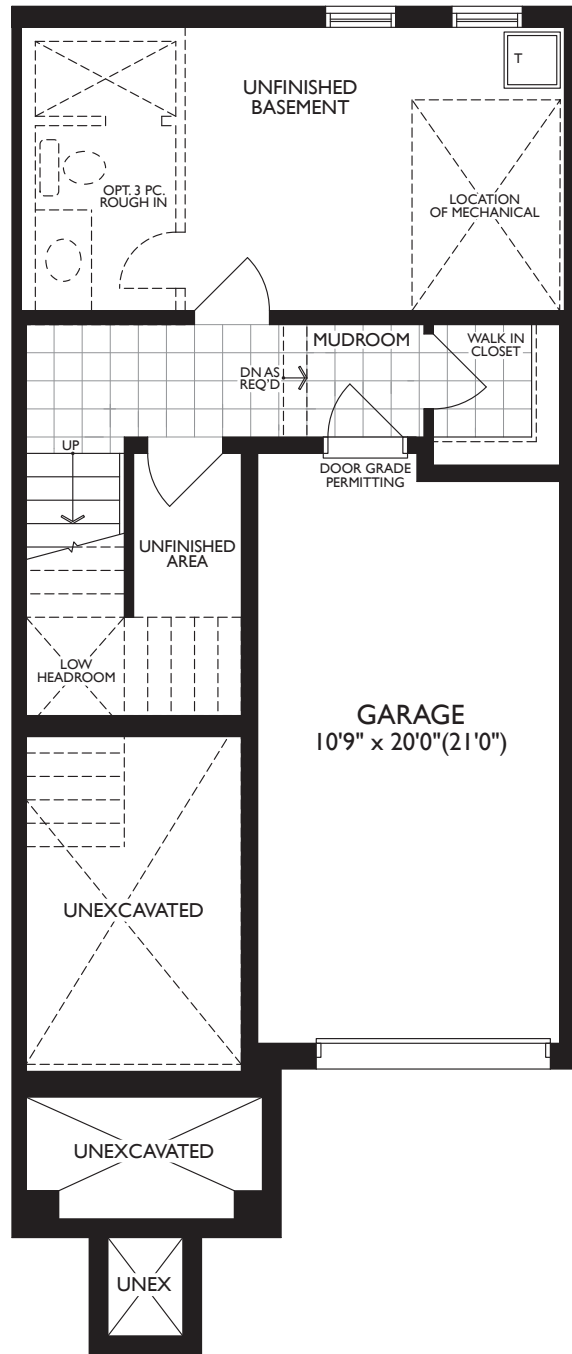 T
UNFINISHED
BASEMENT
OPT. 3 PC.
ROUGH IN
LOCATION
OF MECHANICAL
MUDROOM
WALK IN
CLOSET
DN AS
REQ'D
UP
DOOR GRADE
PERMITTING
UNFINISHED
AREA
LOW
HEADROOM
GARAGE
10'9" x 20'0"(21'0")
UNEXCAVATED
UNEXCAVATED
UNEX